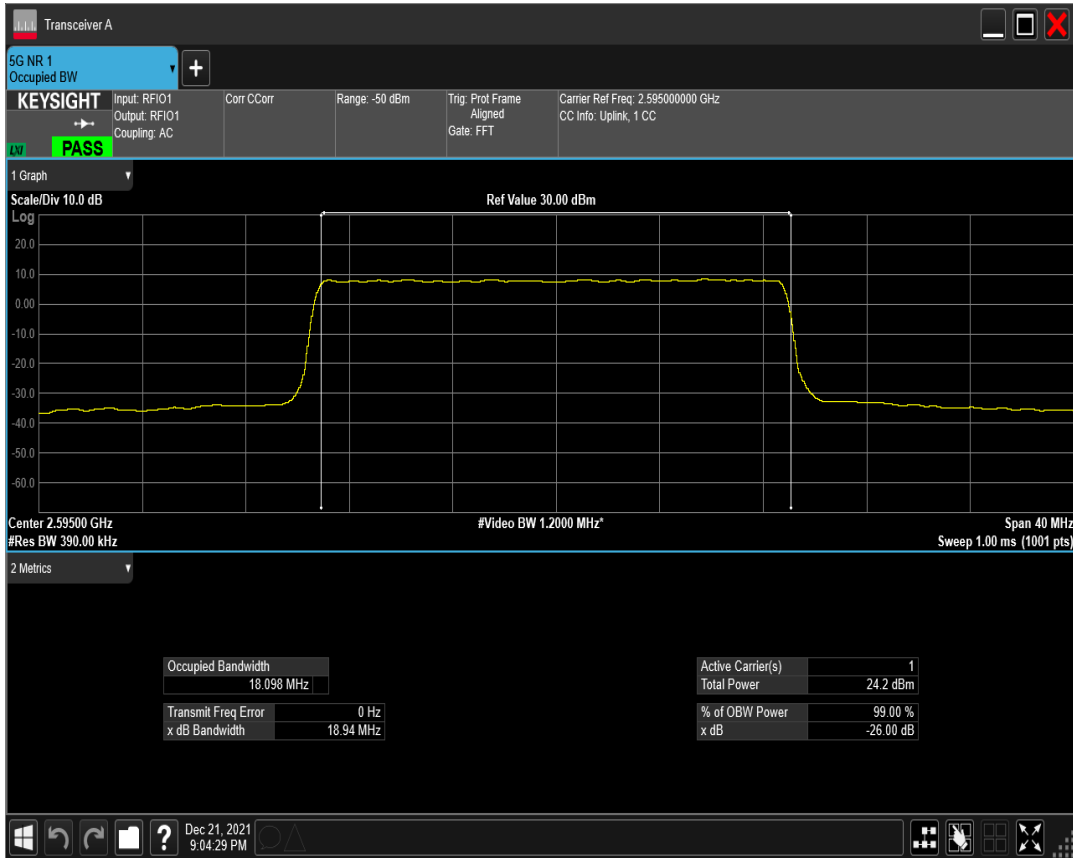 Transceiver A
5G NR 1
Occupied BW
KEYSIGHT
LXI
PASS
Input: RFIO1
Output: RFIO1
Coupling: AC
Corr CCorr
Range: -50 dBm
Trig: Prot Frame
Aligned
Gate: FFT
Carrier Ref Freq: 2.595000000 GHz
CC Info: Uplink, 1 CC
1 Graph
Scale/Div 10.0 dB
Ref Value 30.00 dBm
Log
20.0
10.0
0.00
-10.0
-20.0
-30.0
-40.0
-50.0
-60.0
Center 2.59500 GHz
#Video BW 1.2000 MHz*
Span 40 MHz
#Res BW 390.00 kHz
Sweep 1.00 ms (1001 pts)
2 Metrics
Occupied Bandwidth
18.098 MHz
Transmit Freq Error 0 Hz
x dB Bandwidth 18.94 MHz
Active Carrier(s) 1
Total Power 24.2 dBm
% of OBW Power 99.00 %
x dB -26.00 dB
Dec 21, 2021
9:04:29 PM